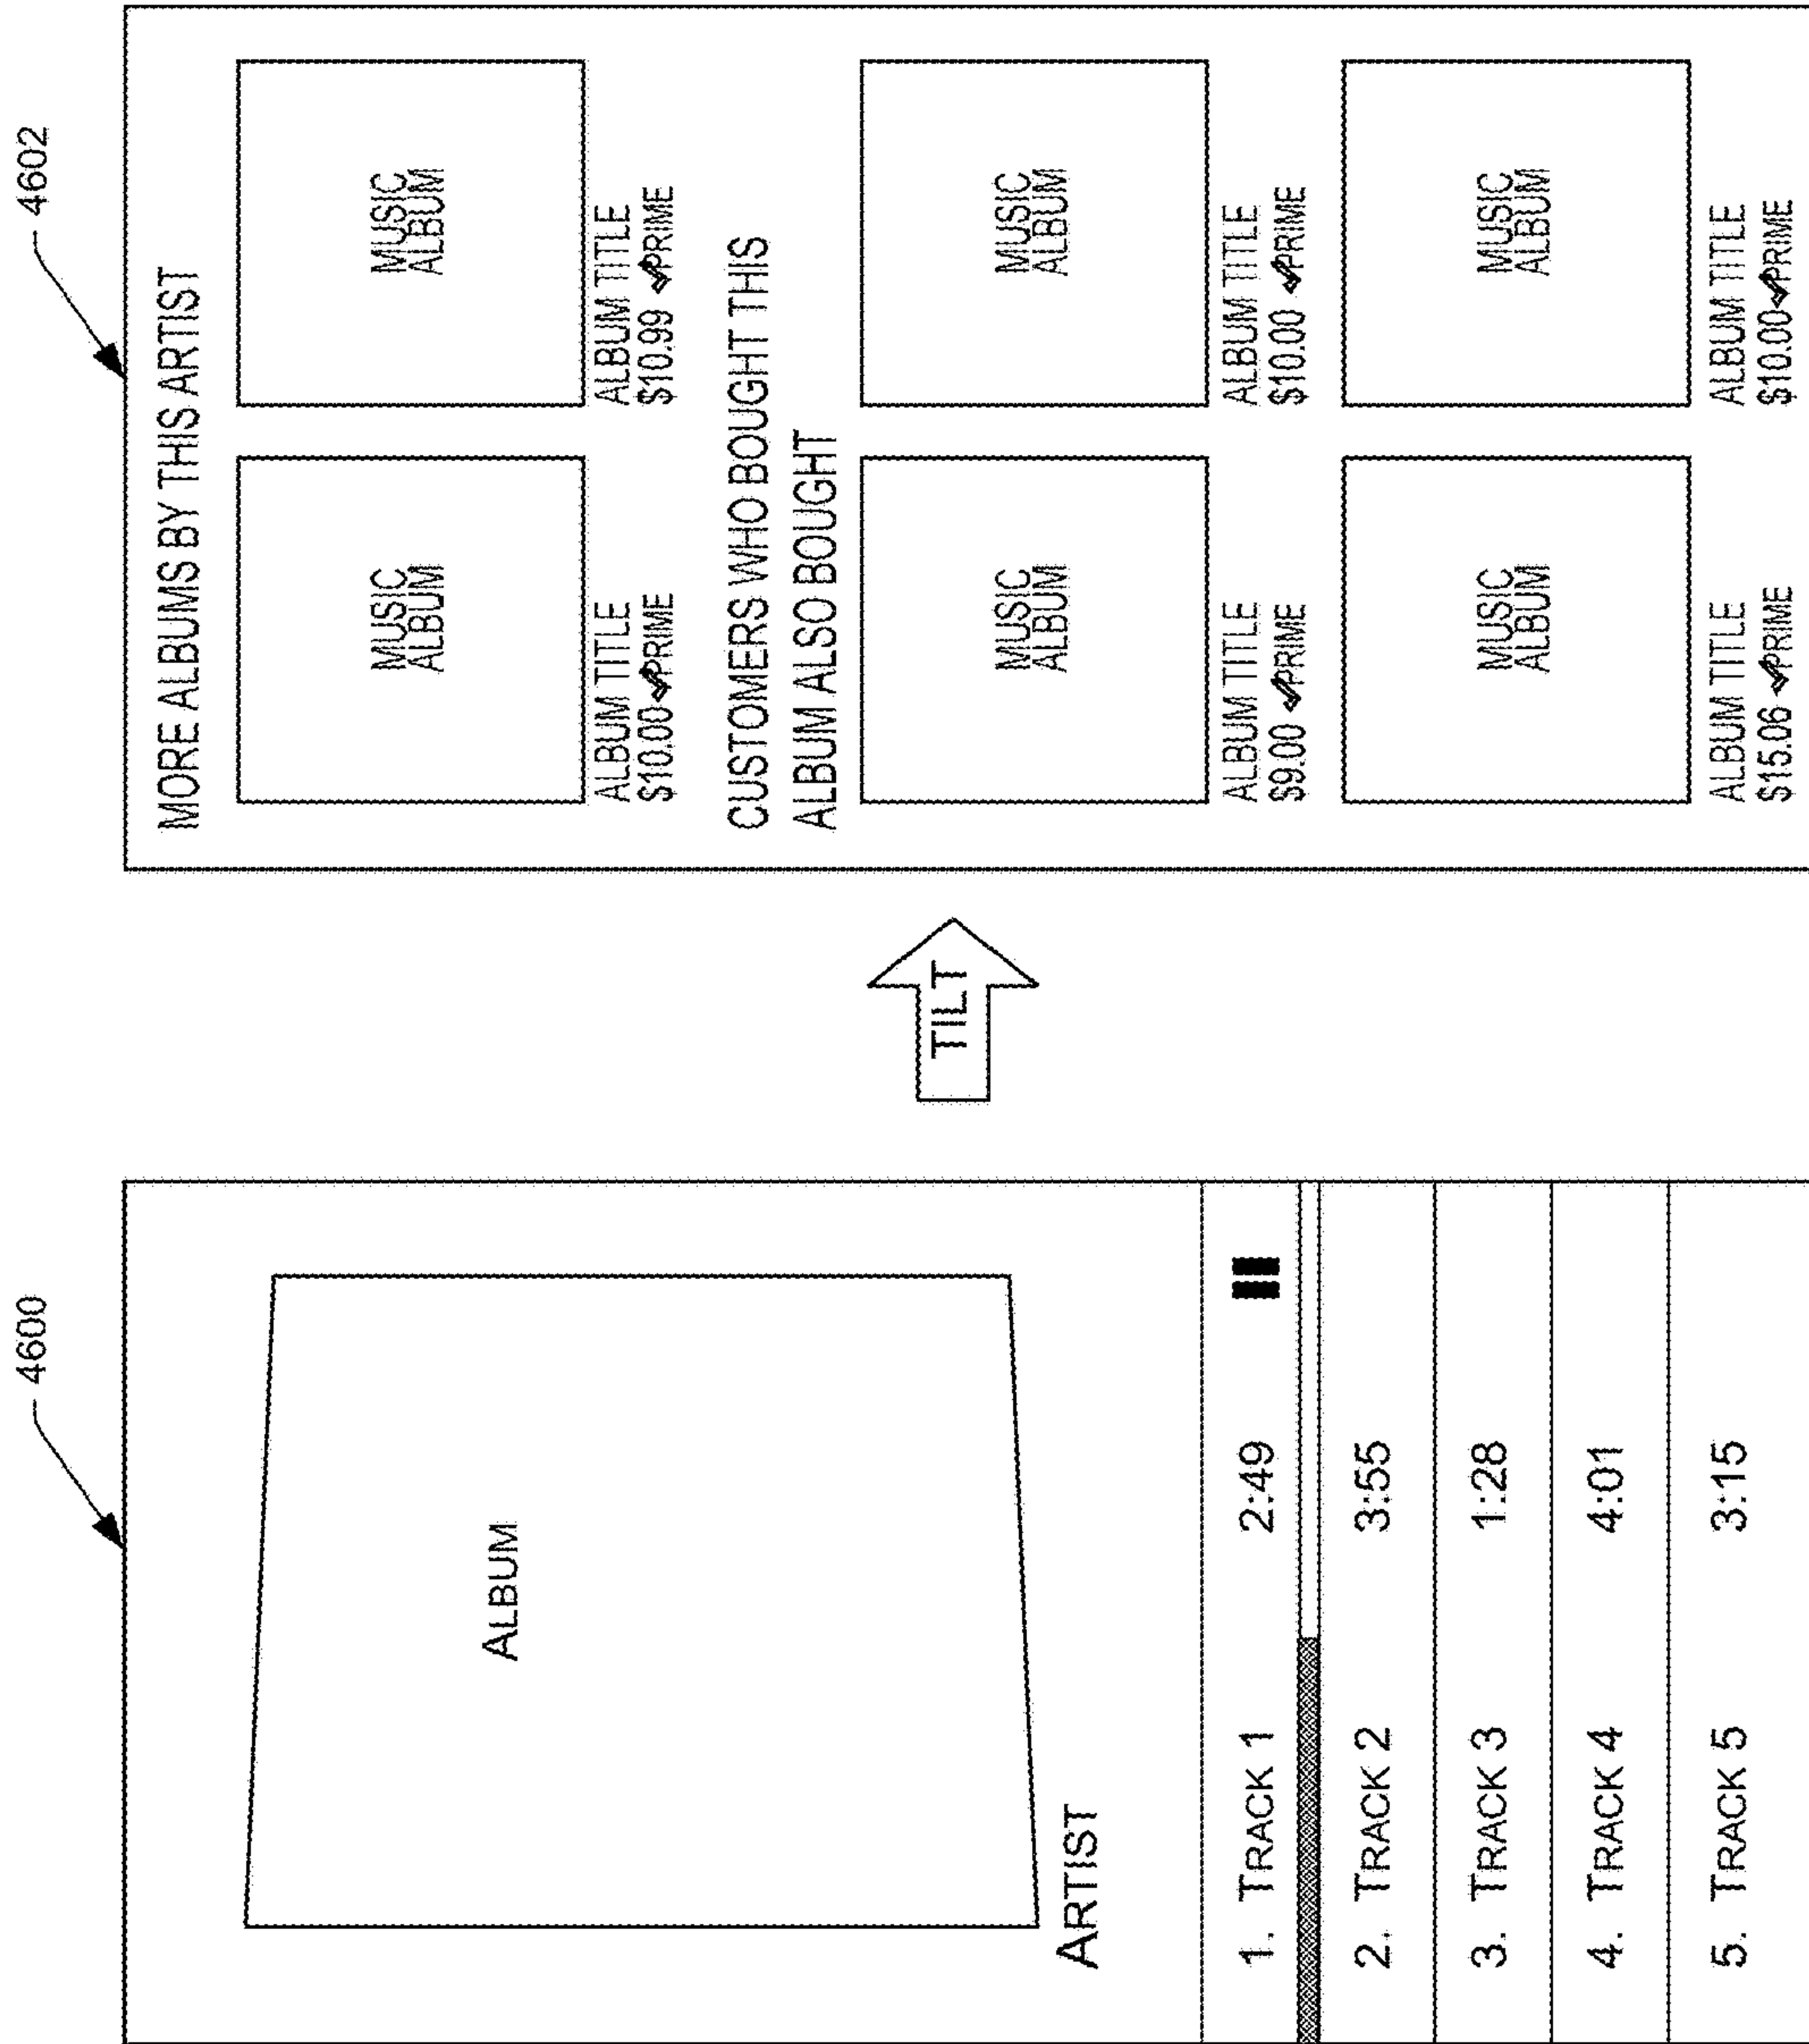 4600
ALBUM
ARTIST
1. TRACK 1 2:49
2. TRACK 2 3:55
3. TRACK 3 1:28
4. TRACK 4 4:01
5. TRACK 5 3:15
TILT
4602
MORE ALBUMS BY THIS ARTIST
MUSIC
ALBUM
ALBUM TITLE
$10.00 ✓PRIME
MUSIC
ALBUM
ALBUM TITLE
$10.99 ✓PRIME
CUSTOMERS WHO BOUGHT THIS
ALBUM ALSO BOUGHT
MUSIC
ALBUM
ALBUM TITLE
$9.00 ✓PRIME
MUSIC
ALBUM
ALBUM TITLE
$10.00 ✓PRIME
MUSIC
ALBUM
ALBUM TITLE
$15.06 ✓PRIME
MUSIC
ALBUM
ALBUM TITLE
$10.00 ✓PRIME